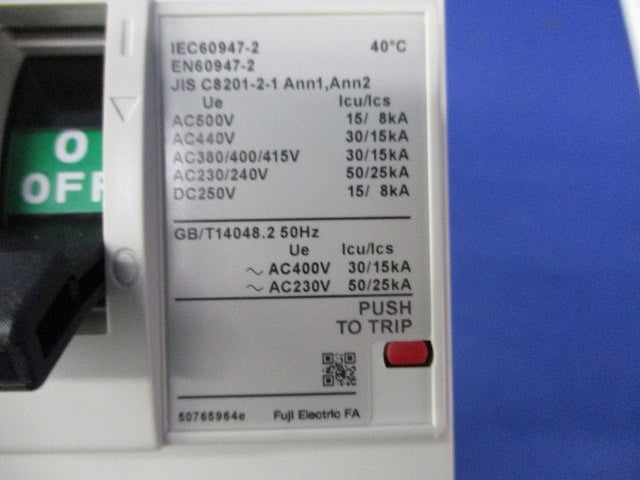 IEC60947-2 40°C
EN60947-2
JIS C8201-2-1 Ann1,Ann2
Ue Icu/Ics
AC500V 15/ 8kA
AC440V 30/15kA
AC380/400/415V 30/15kA
AC230/240V 50/25kA
DC250V 15/ 8kA
GB/T14048.2 50Hz
Ue Icu/Ics
~ AC400V 30/15kA
~ AC230V 50/25kA
PUSH
TO TRIP
60765964e Fuji Electric FA
O
OFF